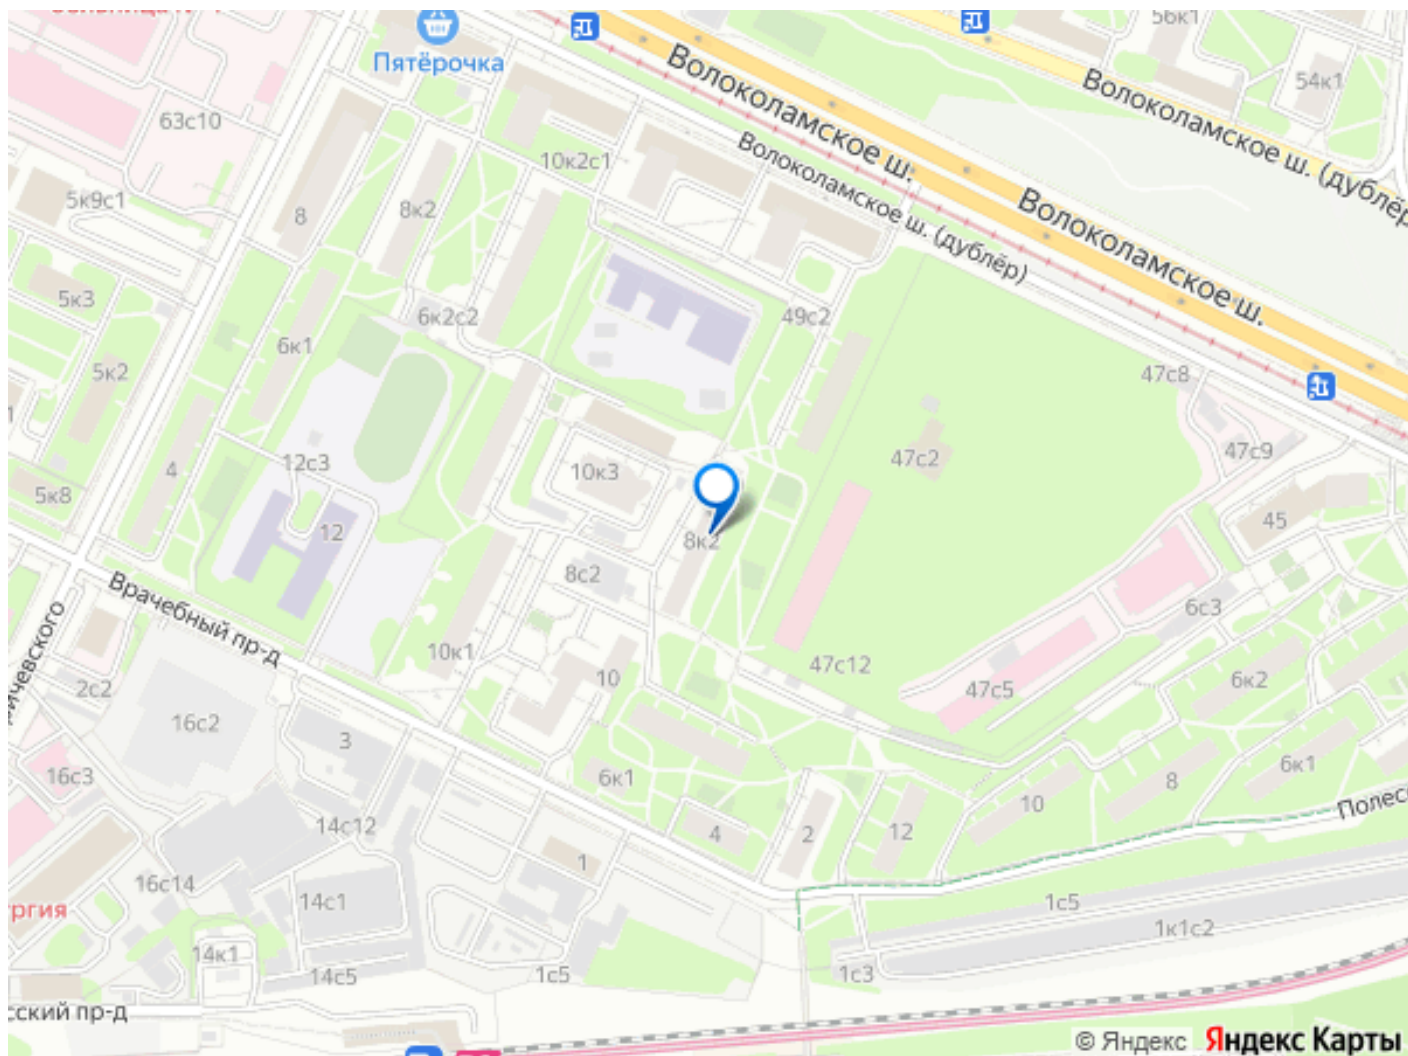 56к1
Пятёрочка
Волоколамское ш.
Волоколамское ш. (дублёр)
54к1
63с10
10к2с1
Волоколамское ш. (дублёр)
5к9с1
8
8к2
Волоколамское ш.
5к3
6к2с2
49с2
6к1
5к2
47с8
4
12с3
10к3
47с2
47с9
5к8
12
8к2
45
8с2
Врачебный пр-д
6с3
10к1
47с12
10
47с5
6к2
2с2
16с2
3
16с3
6к1
10
8
6к1
14с12
4
2
12
16с14
1
14с1
1с5
1к1с2
14к1
14с5
1с5
1с3
© Яндекс Яндекс Карты